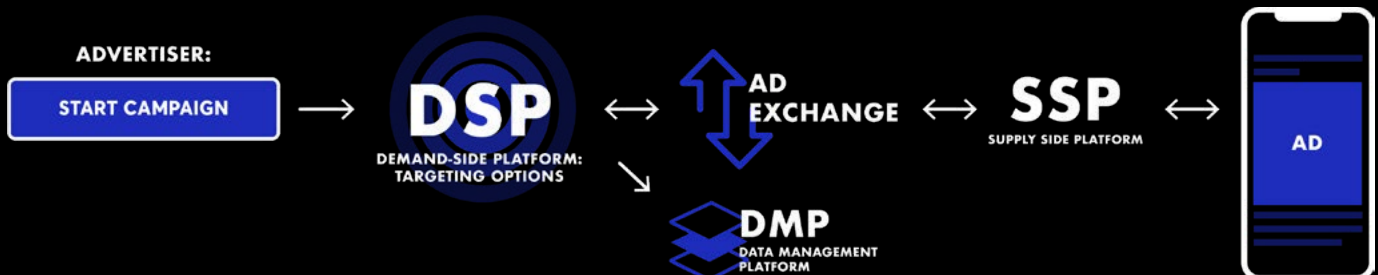 ADVERTISER:
START CAMPAIGN
DSP
DEMAND-SIDE PLATFORM:
TARGETING OPTIONS
AD
EXCHANGE
DMP
DATA MANAGEMENT
PLATFORM
SSP
SUPPLY SIDE PLATFORM
AD